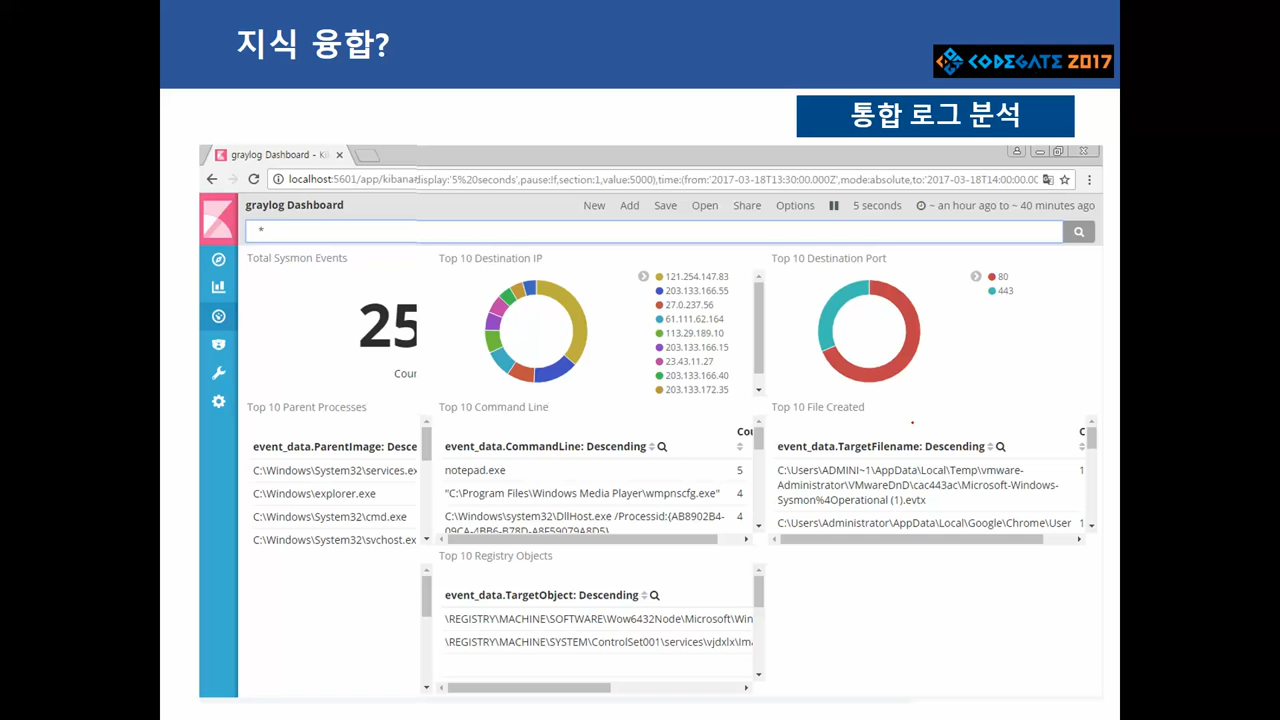 지식 융합?
CODEGATE 2017
통합 로그 분석
graylog Dashboard - Ki
localhost:5601/app/kibana
display:'5%20seconds',pause:!f,section:1,value:5000),time:(from:'2017-03-18T13:30:00.000Z',mode:absolute,to:'2017-03-18T14:00:00.00
graylog Dashboard
New Add Save Open Share Options 5 seconds ~ an hour ago to ~ 40 minutes ago
*
Total Sysmon Events
25
Coun
Top 10 Destination IP
121.254.147.83
203.133.166.55
27.0.237.56
61.111.62.164
113.29.189.10
203.133.166.15
23.43.11.27
203.133.166.40
203.133.172.35
Top 10 Destination Port
80
443
Top 10 Parent Processes
event_data.ParentImage: Desce
C:\Windows\System32\services.ex
C:\Windows\explorer.exe
C:\Windows\System32\cmd.exe
C:\Windows\System32\svchost.ex
Top 10 Command Line
event_data.CommandLine: Descending Cou
notepad.exe 5
"C:\Program Files\Windows Media Player\wmpnscfg.exe" 4
C:\Windows\system32\DllHost.exe /Processid:{AB8902B4- 4
09CA-4BB6-B78D-A8F59079A8D5}
Top 10 File Created
event_data.TargetFilename: Descending C
C:\Users\ADMINI~1\AppData\Local\Temp\vmware- 1
Administrator\VMwareDnD\cac443ac\Microsoft-Windows-
Sysmon%4Operational (1).evtx
C:\Users\Administrator\AppData\Local\Google\Chrome\User 1
Top 10 Registry Objects
event_data.TargetObject: Descending
\REGISTRY\MACHINE\SOFTWARE\Wow6432Node\Microsoft\Win
\REGISTRY\MACHINE\SYSTEM\ControlSet001\services\vjdxlx\Ima